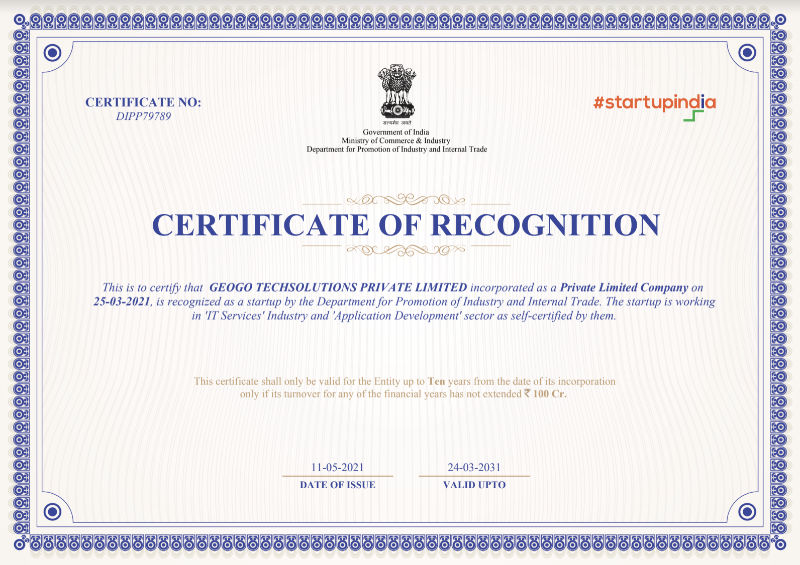 CERTIFICATE NO:
DIPP79789
सत्यमेव जयते
#startupindia
Government of India
Ministry of Commerce & Industry
Department for Promotion of Industry and Internal Trade
CERTIFICATE OF RECOGNITION
This is to certify that GEOGO TECHSOLUTIONS PRIVATE LIMITED incorporated as a Private Limited Company on
25-03-2021, is recognized as a startup by the Department for Promotion of Industry and Internal Trade. The startup is working
in 'IT Services' Industry and 'Application Development' sector as self-certified by them.
This certificate shall only be valid for the Entity up to Ten years from the date of its incorporation
only if its turnover for any of the financial years has not extended ₹ 100 Cr.
11-05-2021
DATE OF ISSUE
24-03-2031
VALID UPTO